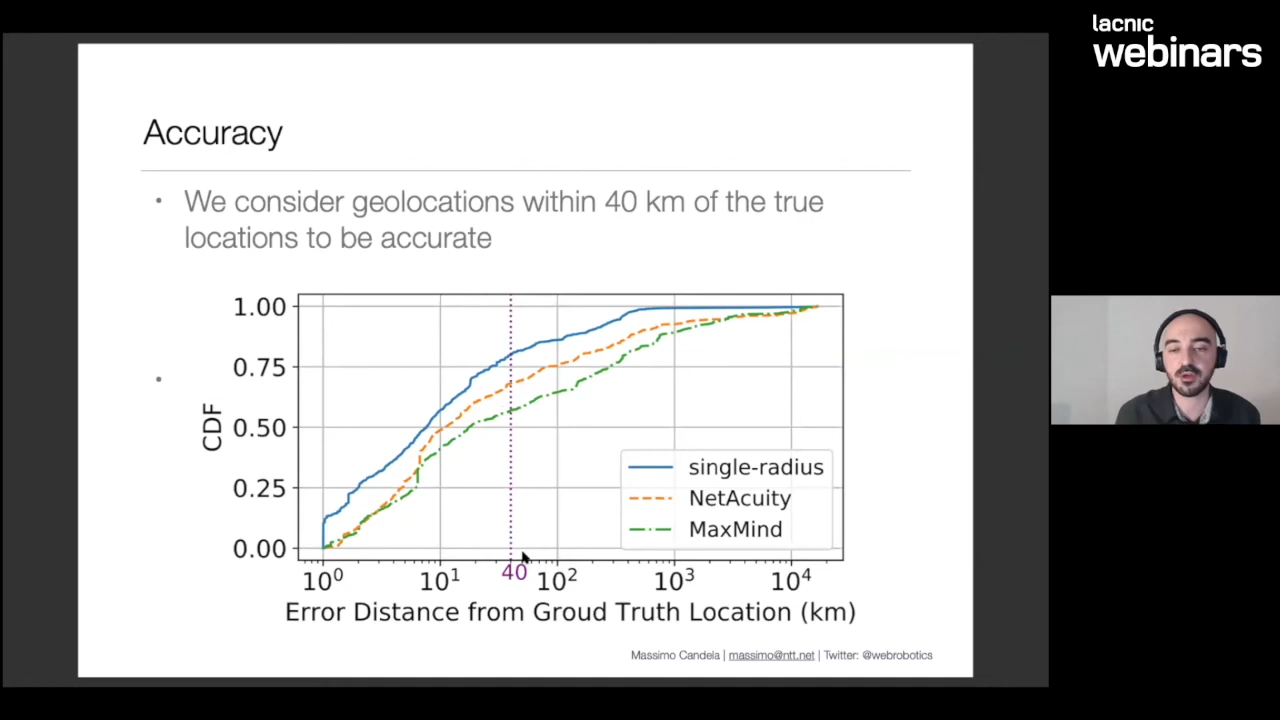 lacnic
webinars
Accuracy
• We consider geolocations within 40 km of the true
locations to be accurate
•
1.00
0.75
0.50
0.25
0.00
CDF
single-radius
NetAcuity
MaxMind
10⁰ 10¹ 40 10² 10³ 10⁴
Error Distance from Groud Truth Location (km)
Massimo Candela | massimo@ntt.net | Twitter: @webrobotics